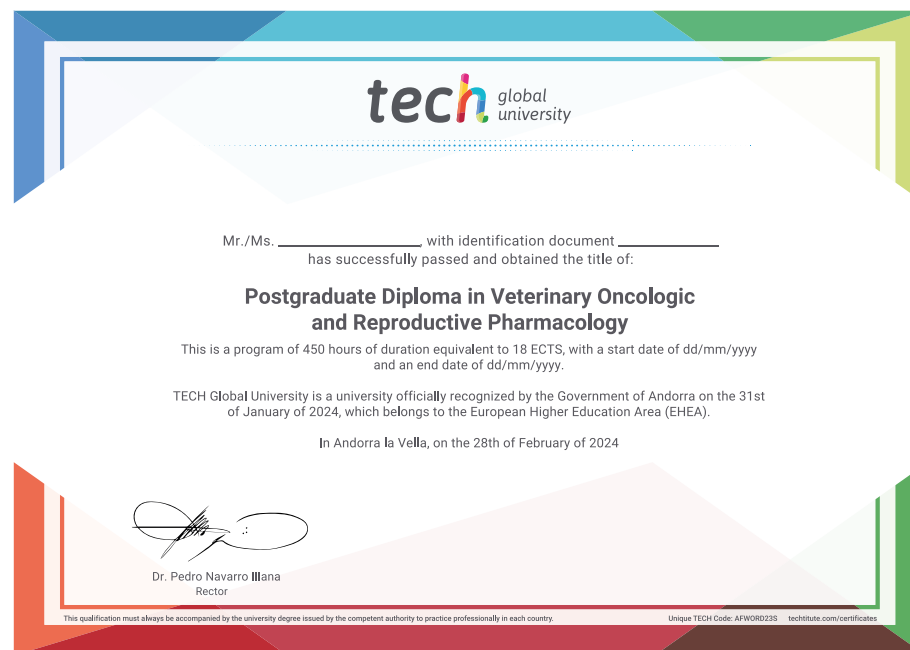 tech global
university
Mr./Ms. ____________________, with identification document ______________
has successfully passed and obtained the title of:
Postgraduate Diploma in Veterinary Oncologic
and Reproductive Pharmacology
This is a program of 450 hours of duration equivalent to 18 ECTS, with a start date of dd/mm/yyyy
and an end date of dd/mm/yyyy.
TECH Global University is a university officially recognized by the Government of Andorra on the 31st
of January of 2024, which belongs to the European Higher Education Area (EHEA).
In Andorra la Vella, on the 28th of February of 2024
Dr. Pedro Navarro Illana
Rector
This qualification must always be accompanied by the university degree issued by the competent authority to practice professionally in each country. Unique TECH Code: AFWORD23S techtitute.com/certificates